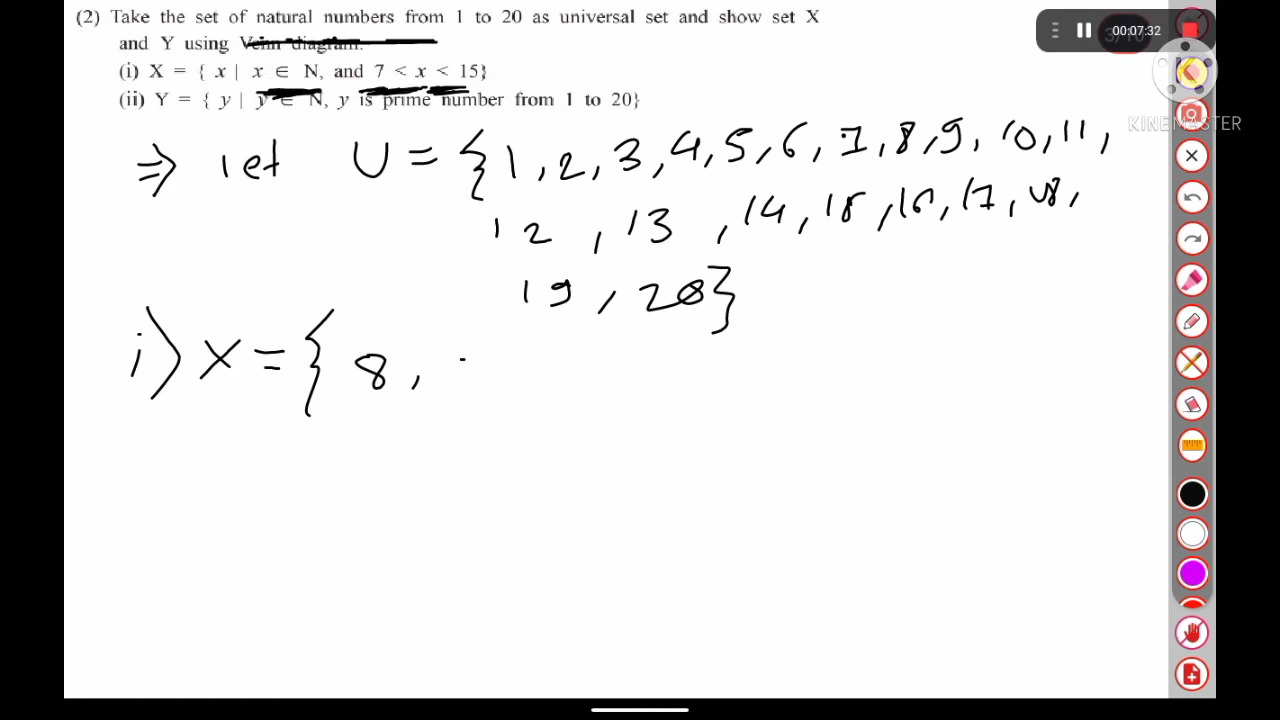 (2) Take the set of natural numbers from 1 to 20 as universal set and show set X
and Y using Venn diagram.
(i) X = { x | x ∈ N, and 7 < x < 15}
(ii) Y = { y | y ∈ N, y is prime number from 1 to 20}
⇒ let U = {1, 2, 3, 4, 5, 6, 7, 8, 9, 10, 11,
12, 13, 14, 15, 16, 17, 18,
19, 20}
i) X = { 8,
00:07:32
KINEMASTER